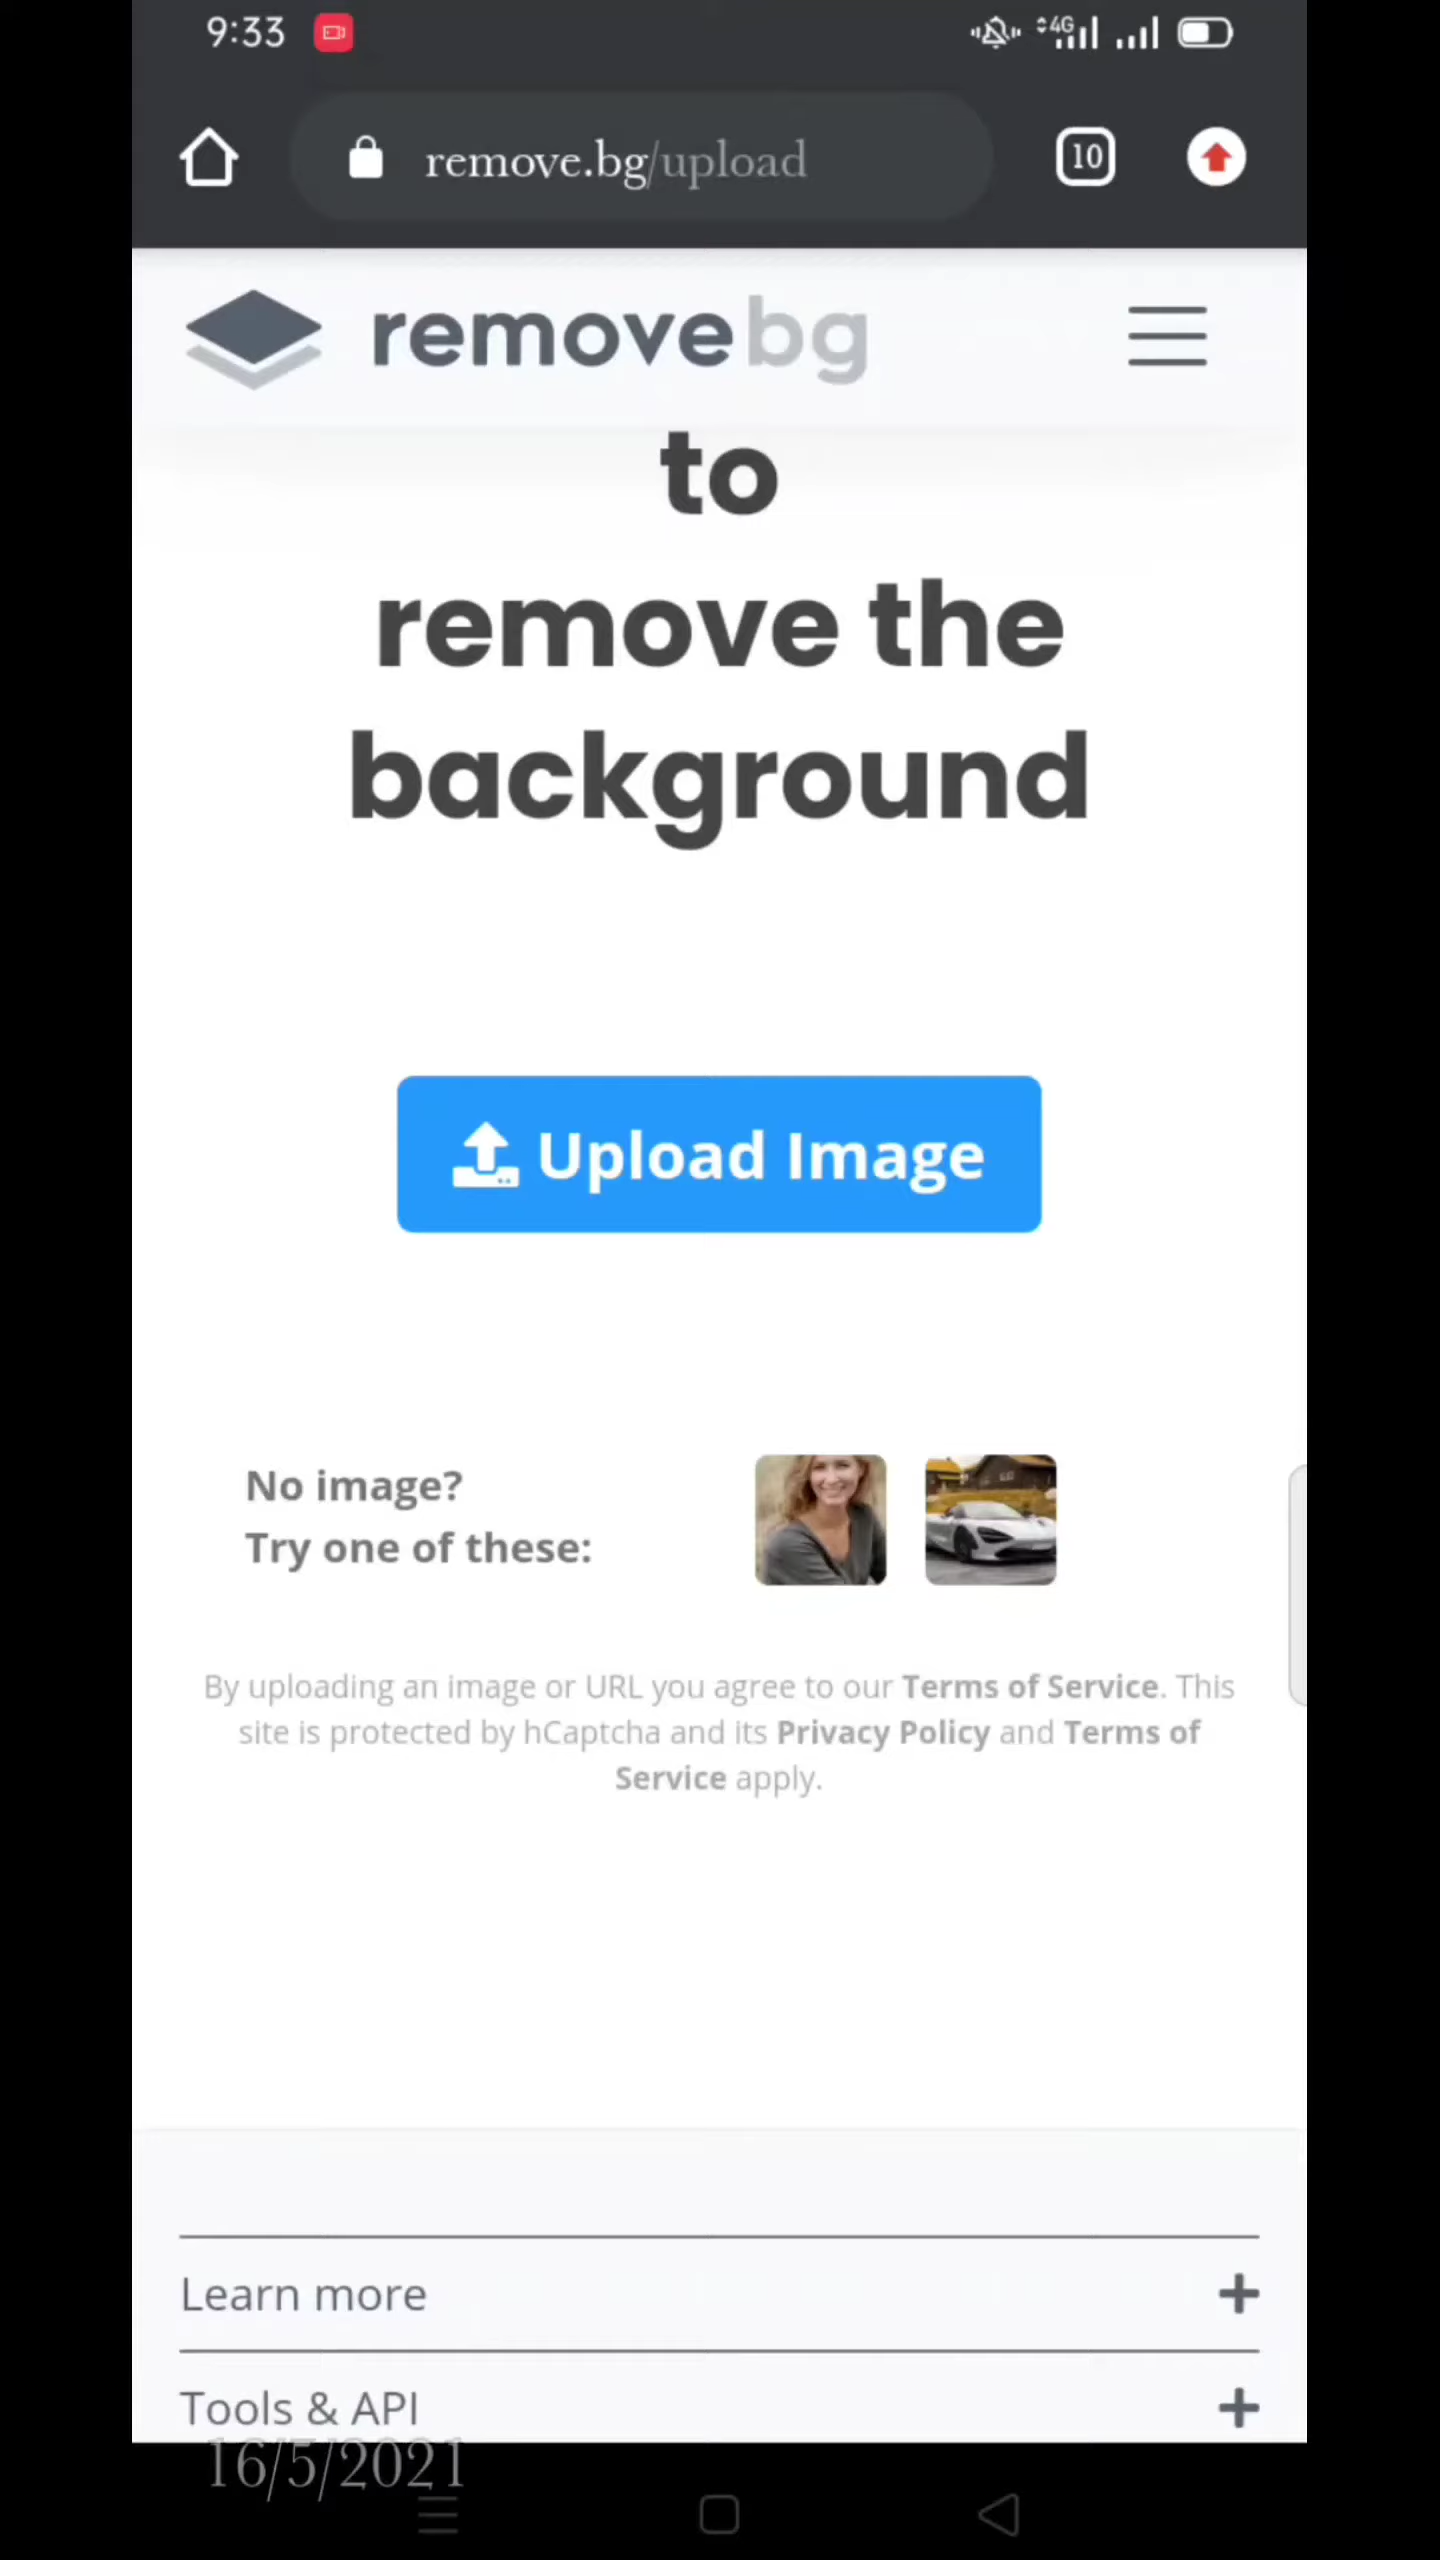 9:33
4G
remove.bg/upload
10
removebg
to
remove the
background
Upload Image
No image?
Try one of these:
By uploading an image or URL you agree to our Terms of Service. This
site is protected by hCaptcha and its Privacy Policy and Terms of
Service apply.
Learn more
Tools & API
16/5/2021